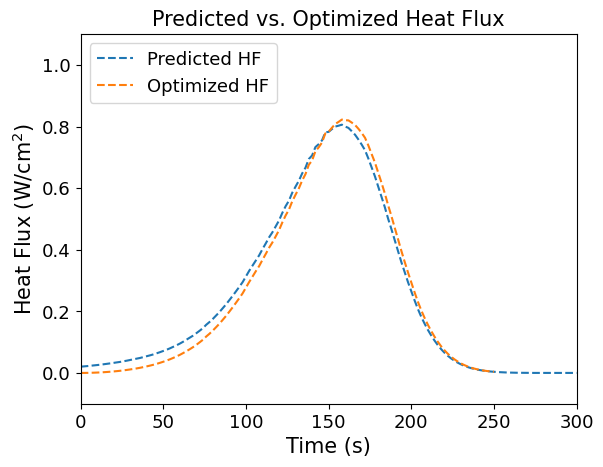 Predicted vs. Optimized Heat Flux
Predicted HF
Optimized HF
Heat Flux (W/cm²)
1.0
0.8
0.6
0.4
0.2
0.0
0 50 100 150 200 250 300
Time (s)